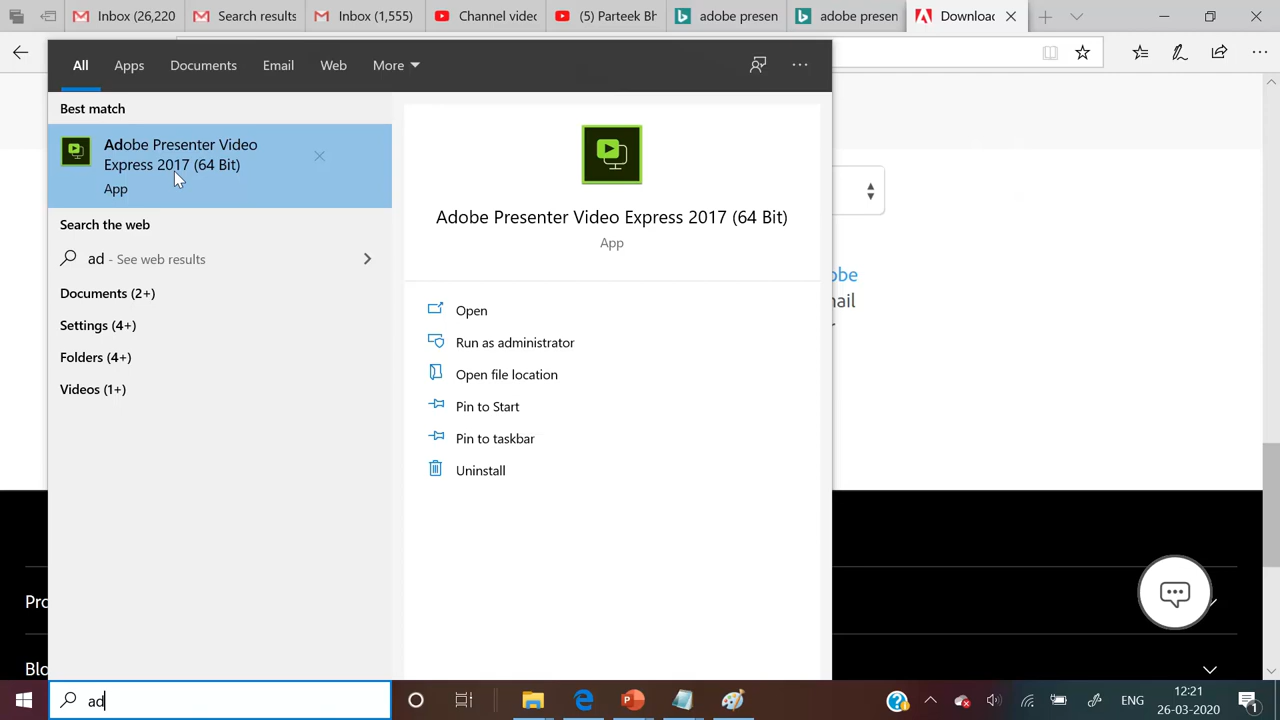 Inbox (26,220
Search results
Inbox (1,555)
Channel video
(5) Parteek Bh
adobe presen
adobe presen
Download
All
Apps
Documents
Email
Web
More
Best match
Adobe Presenter Video
Express 2017 (64 Bit)
App
Search the web
ad - See web results
Documents (2+)
Settings (4+)
Folders (4+)
Videos (1+)
Adobe Presenter Video Express 2017 (64 Bit)
App
Open
Run as administrator
Open file location
Pin to Start
Pin to taskbar
Uninstall
obe
ail
Pro
Blo
ad
ENG
12:21
26-03-2020
1